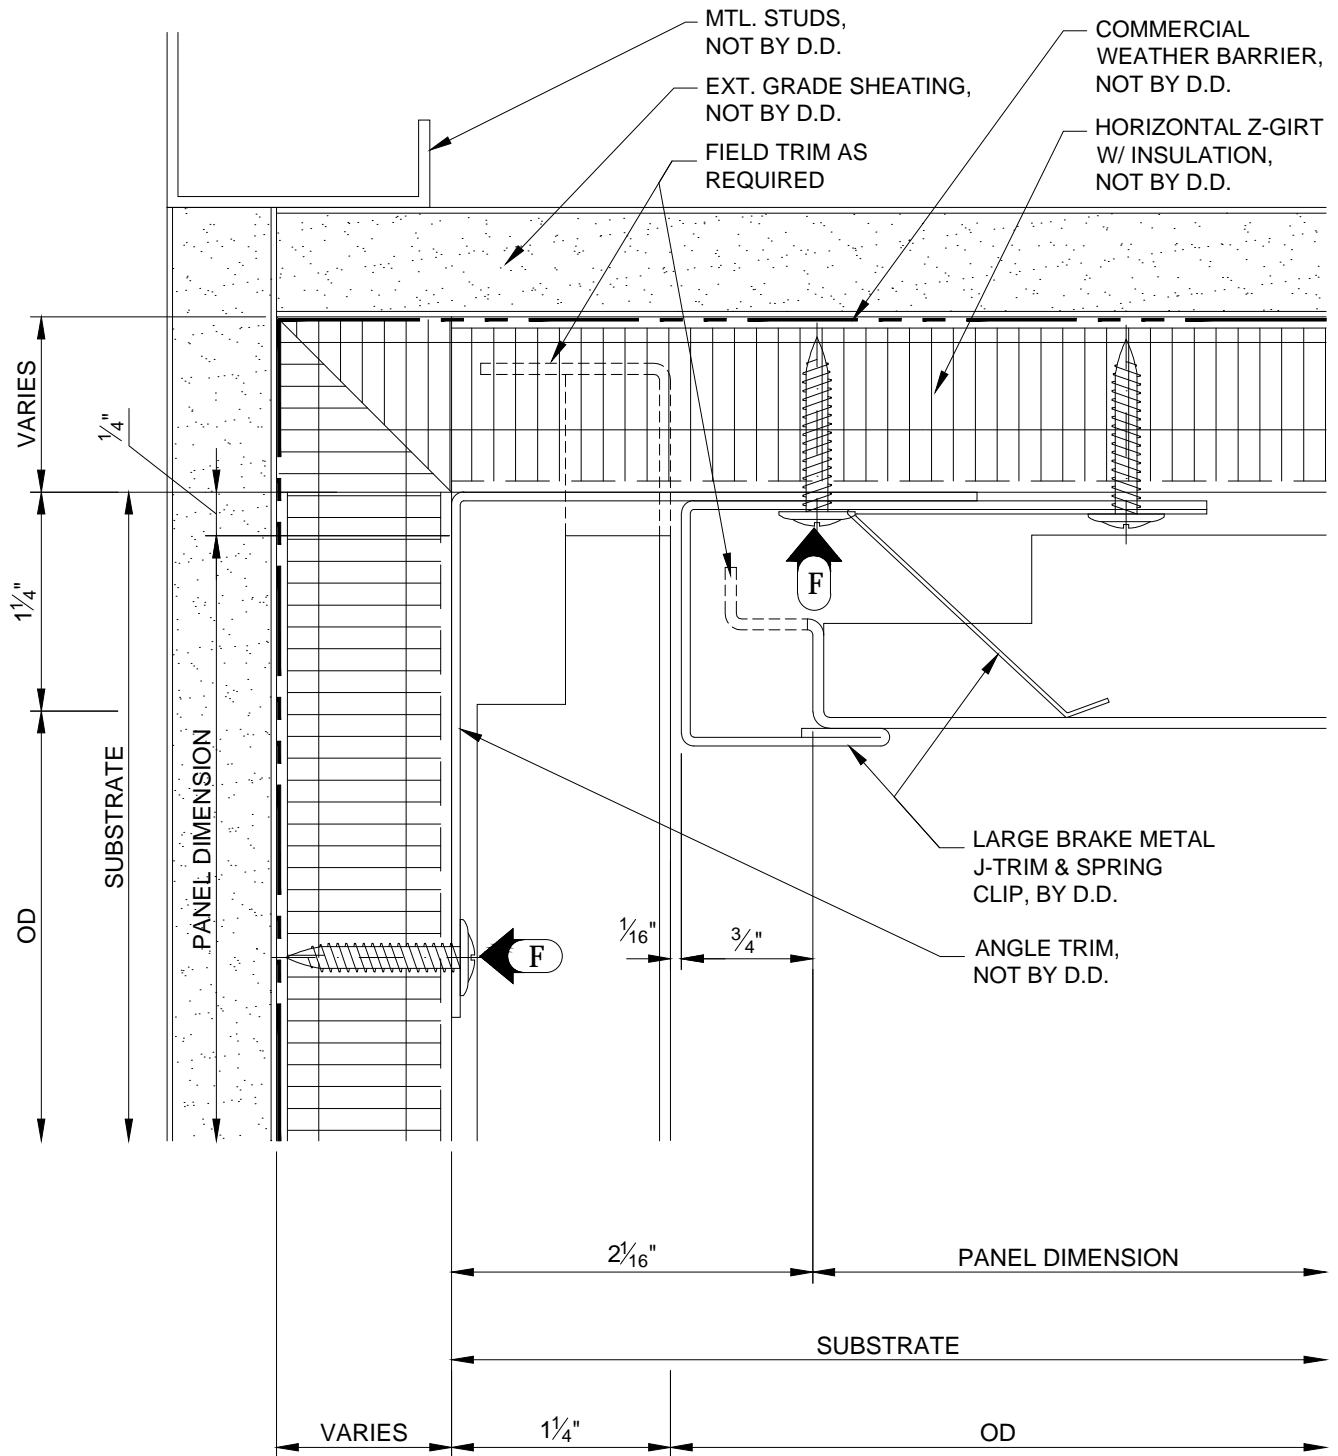 MTL. STUDS,
NOT BY D.D.
COMMERCIAL
WEATHER BARRIER,
NOT BY D.D.
EXT. GRADE SHEATING,
NOT BY D.D.
HORIZONTAL Z-GIRT
W/ INSULATION,
NOT BY D.D.
FIELD TRIM AS
REQUIRED
VARIES
1/4"
1 1/4"
F
SUBSTRATE
PANEL DIMENSION
OD
LARGE BRAKE METAL
J-TRIM & SPRING
CLIP, BY D.D.
F
1/16"
3/4"
ANGLE TRIM,
NOT BY D.D.
2 1/16"
PANEL DIMENSION
SUBSTRATE
VARIES
1 1/4"
OD